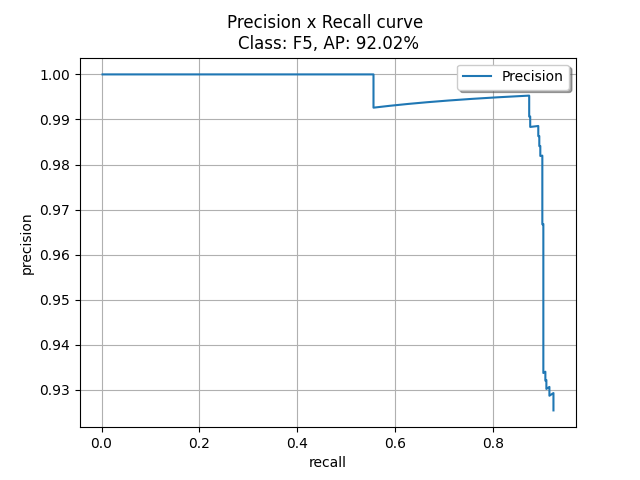 Precision x Recall curve
Class: F5, AP: 92.02%
Precision
1.00
0.99
0.98
0.97
0.96
0.95
0.94
0.93
precision
0.0 0.2 0.4 0.6 0.8
recall